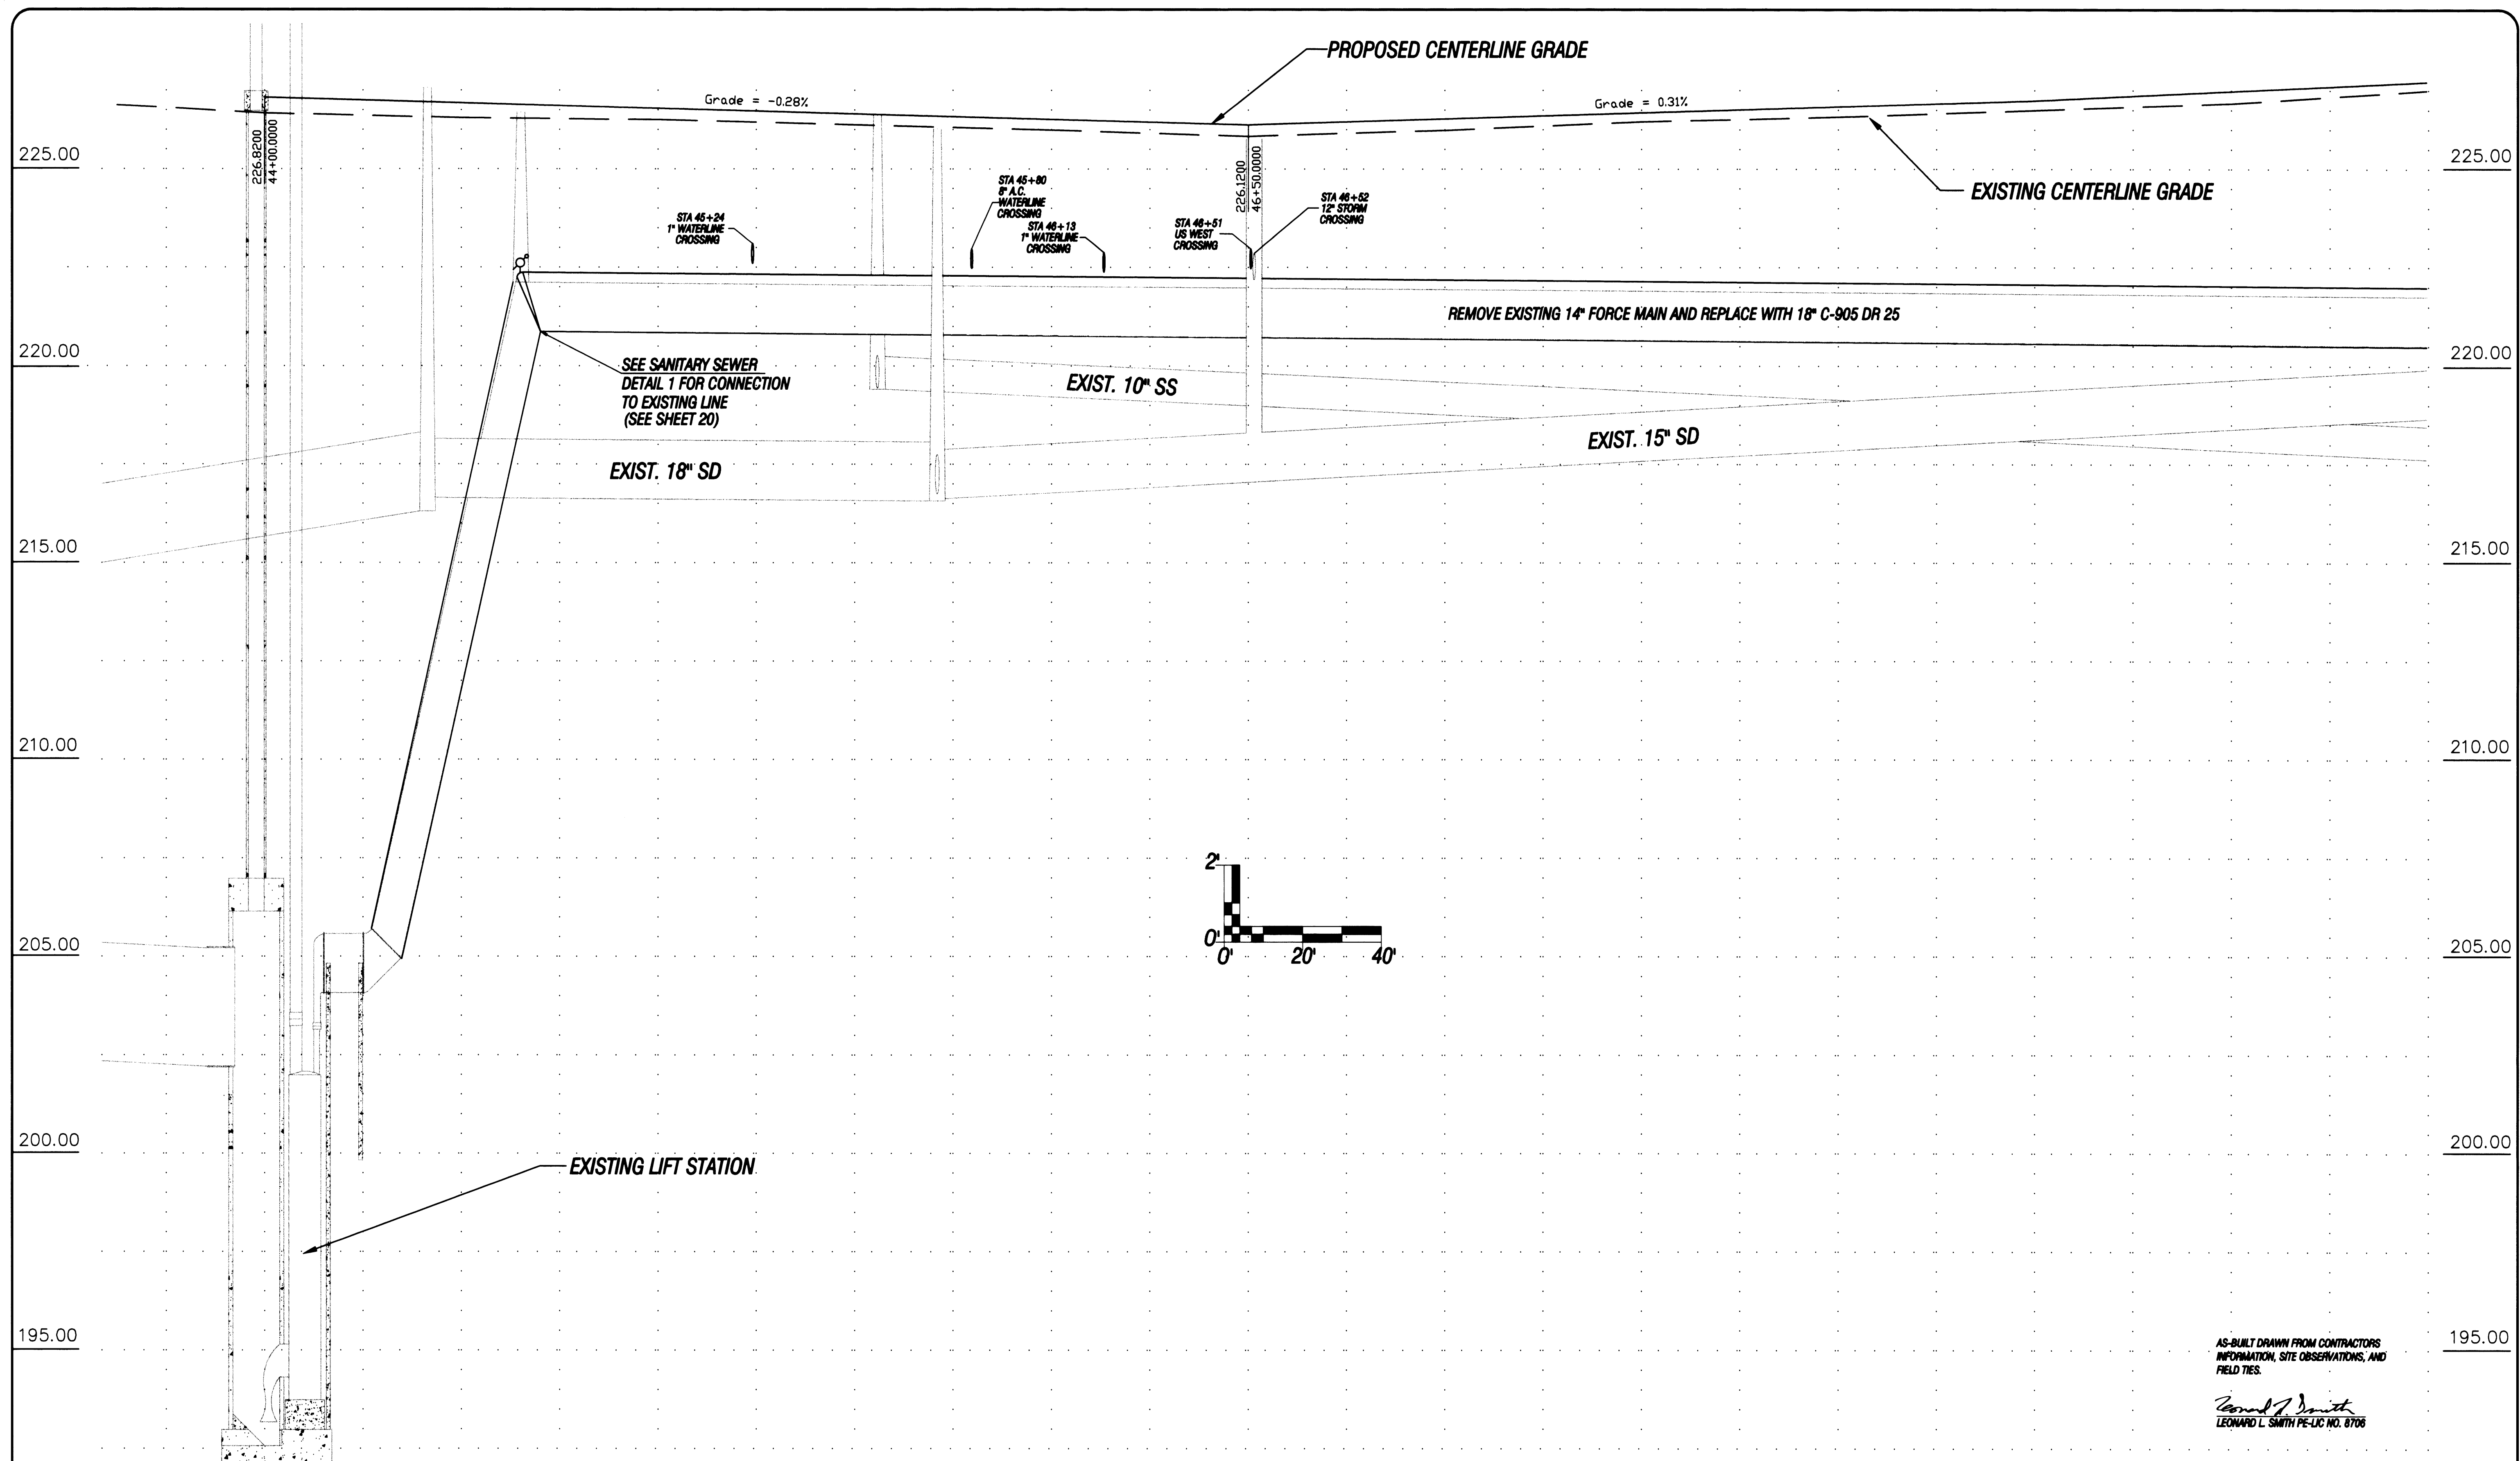 PROPOSED CENTERLINE GRADE
Grade = -0.28%
Grade = 0.31%
226.8200
44+00.0000
225.00
225.00
EXISTING CENTERLINE GRADE
STA 45+24
1" WATERLINE
CROSSING
STA 45+80
8" A.C.
WATERLINE
CROSSING
STA 46+13
1" WATERLINE
CROSSING
STA 46+51
US WEST
CROSSING
226.1200
46+50.0000
STA 46+52
12" STORM
CROSSING
REMOVE EXISTING 14" FORCE MAIN AND REPLACE WITH 18" C-905 DR 25
220.00
220.00
SEE SANITARY SEWER
DETAIL 1 FOR CONNECTION
TO EXISTING LINE
(SEE SHEET 20)
EXIST. 10" SS
EXIST. 15" SD
EXIST. 18" SD
215.00
215.00
210.00
210.00
2'
0'
0' 20' 40'
205.00
205.00
200.00
200.00
EXISTING LIFT STATION
195.00
195.00
AS-BUILT DRAWN FROM CONTRACTORS
INFORMATION, SITE OBSERVATIONS, AND
FIELD TIES.
Leonard L. Smith
LEONARD L. SMITH PE-LIC NO. 8706